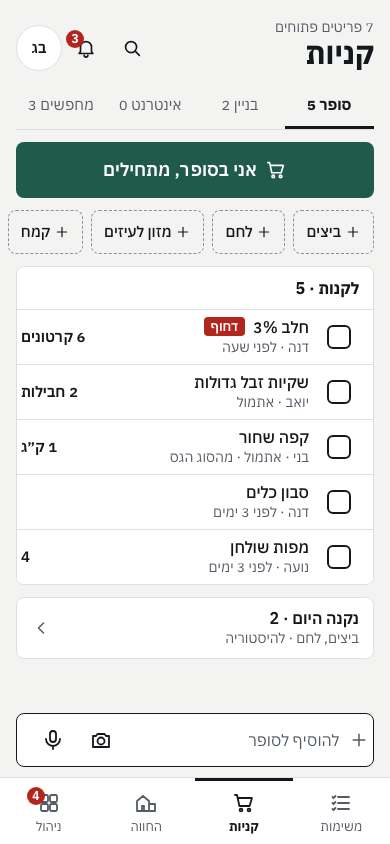 7 פריטים פתוחים
קניות
3
בג
סופר 5
בניין 2
אינטרנט 0
מחפשים 3
אני בסופר, מתחילים
ביצים
לחם
מזון לעיזים
קמח
לקנות · 5
חלב 3% דחוף
דנה · לפני שעה
6 קרטונים
שקיות זבל גדולות
יואב · אתמול
2 חבילות
קפה שחור
בני · אתמול · מהסוג הגס
1 ק״ג
סבון כלים
דנה · לפני 3 ימים
מפות שולחן
נועה · לפני 3 ימים
4
נקנה היום · 2
ביצים, לחם · להיסטוריה
להוסיף לסופר
משימות
קניות
החווה
4
ניהול